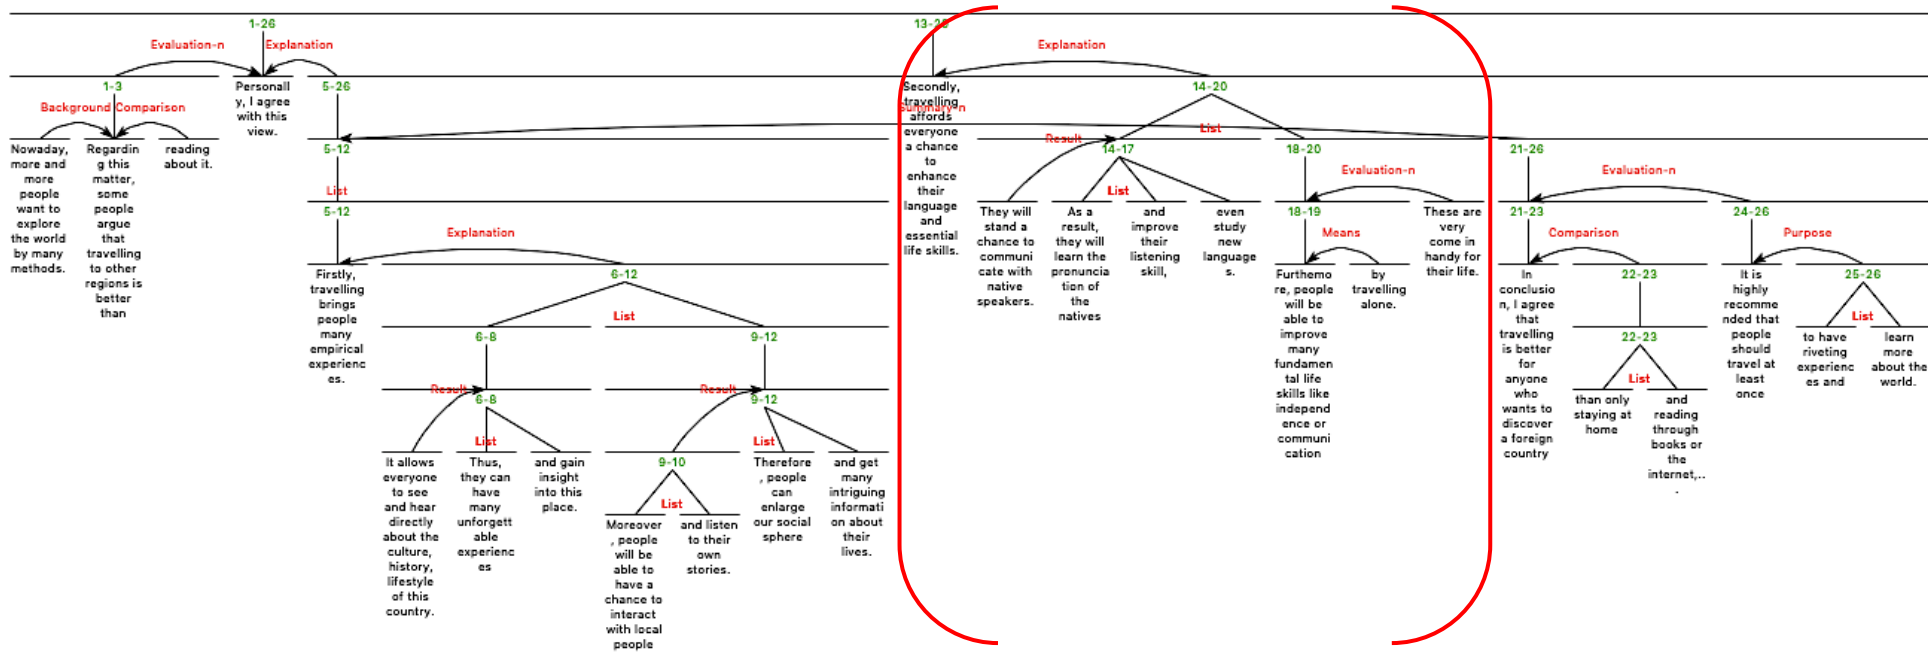 1-26
13-20
Evaluation-n
Explanation
Explanation
1-3
Personall
y, I agree
with this
view.
5-26
Secondly,
travelling
affords
everyone
a chance
to
enhance
their
language
and
essential
life skills.
14-20
Background
Comparison
Summary-n
Nowaday,
more and
more
people
want to
explore
the world
by many
methods.
Regardin
g this
matter,
some
people
argue
that
travelling
to other
regions is
better
than
reading
about it.
5-12
Result
List
14-17
18-20
21-26
List
List
Evaluation-n
Evaluation-n
5-12
They will
stand a
chance to
communi
cate with
native
speakers.
As a
result,
they will
learn the
pronuncia
tion of
the
natives
and
improve
their
listening
skill,
even
study
new
language
s.
18-19
These are
very
come in
handy for
their life.
21-23
24-26
Explanation
Means
Comparison
Purpose
Firstly,
travelling
brings
people
many
empirical
experienc
es.
6-12
Furthemo
re, people
will be
able to
improve
many
fundamen
tal life
skills like
independ
ence or
communi
cation
by
travelling
alone.
In
conclusio
n, I agree
that
travelling
is better
for
anyone
who
wants to
discover
a foreign
country
22-23
It is
highly
recomme
nded that
people
should
travel at
least
once
25-26
List
List
6-8
9-12
22-23
to have
riveting
experienc
es and
learn
more
about the
world.
Result
Result
List
6-8
9-12
than only
staying at
home
and
reading
through
books or
the
internet,..
.
List
List
It allows
everyone
to see
and hear
directly
about the
culture,
history,
lifestyle
of this
country.
Thus,
they can
have
many
unforgett
able
experienc
es
and gain
insight
into this
place.
9-10
Therefore
, people
can
enlarge
our social
sphere
and get
many
intriguing
informati
on about
their
lives.
List
Moreover
, people
will be
able to
have a
chance to
interact
with local
people
and listen
to their
own
stories.